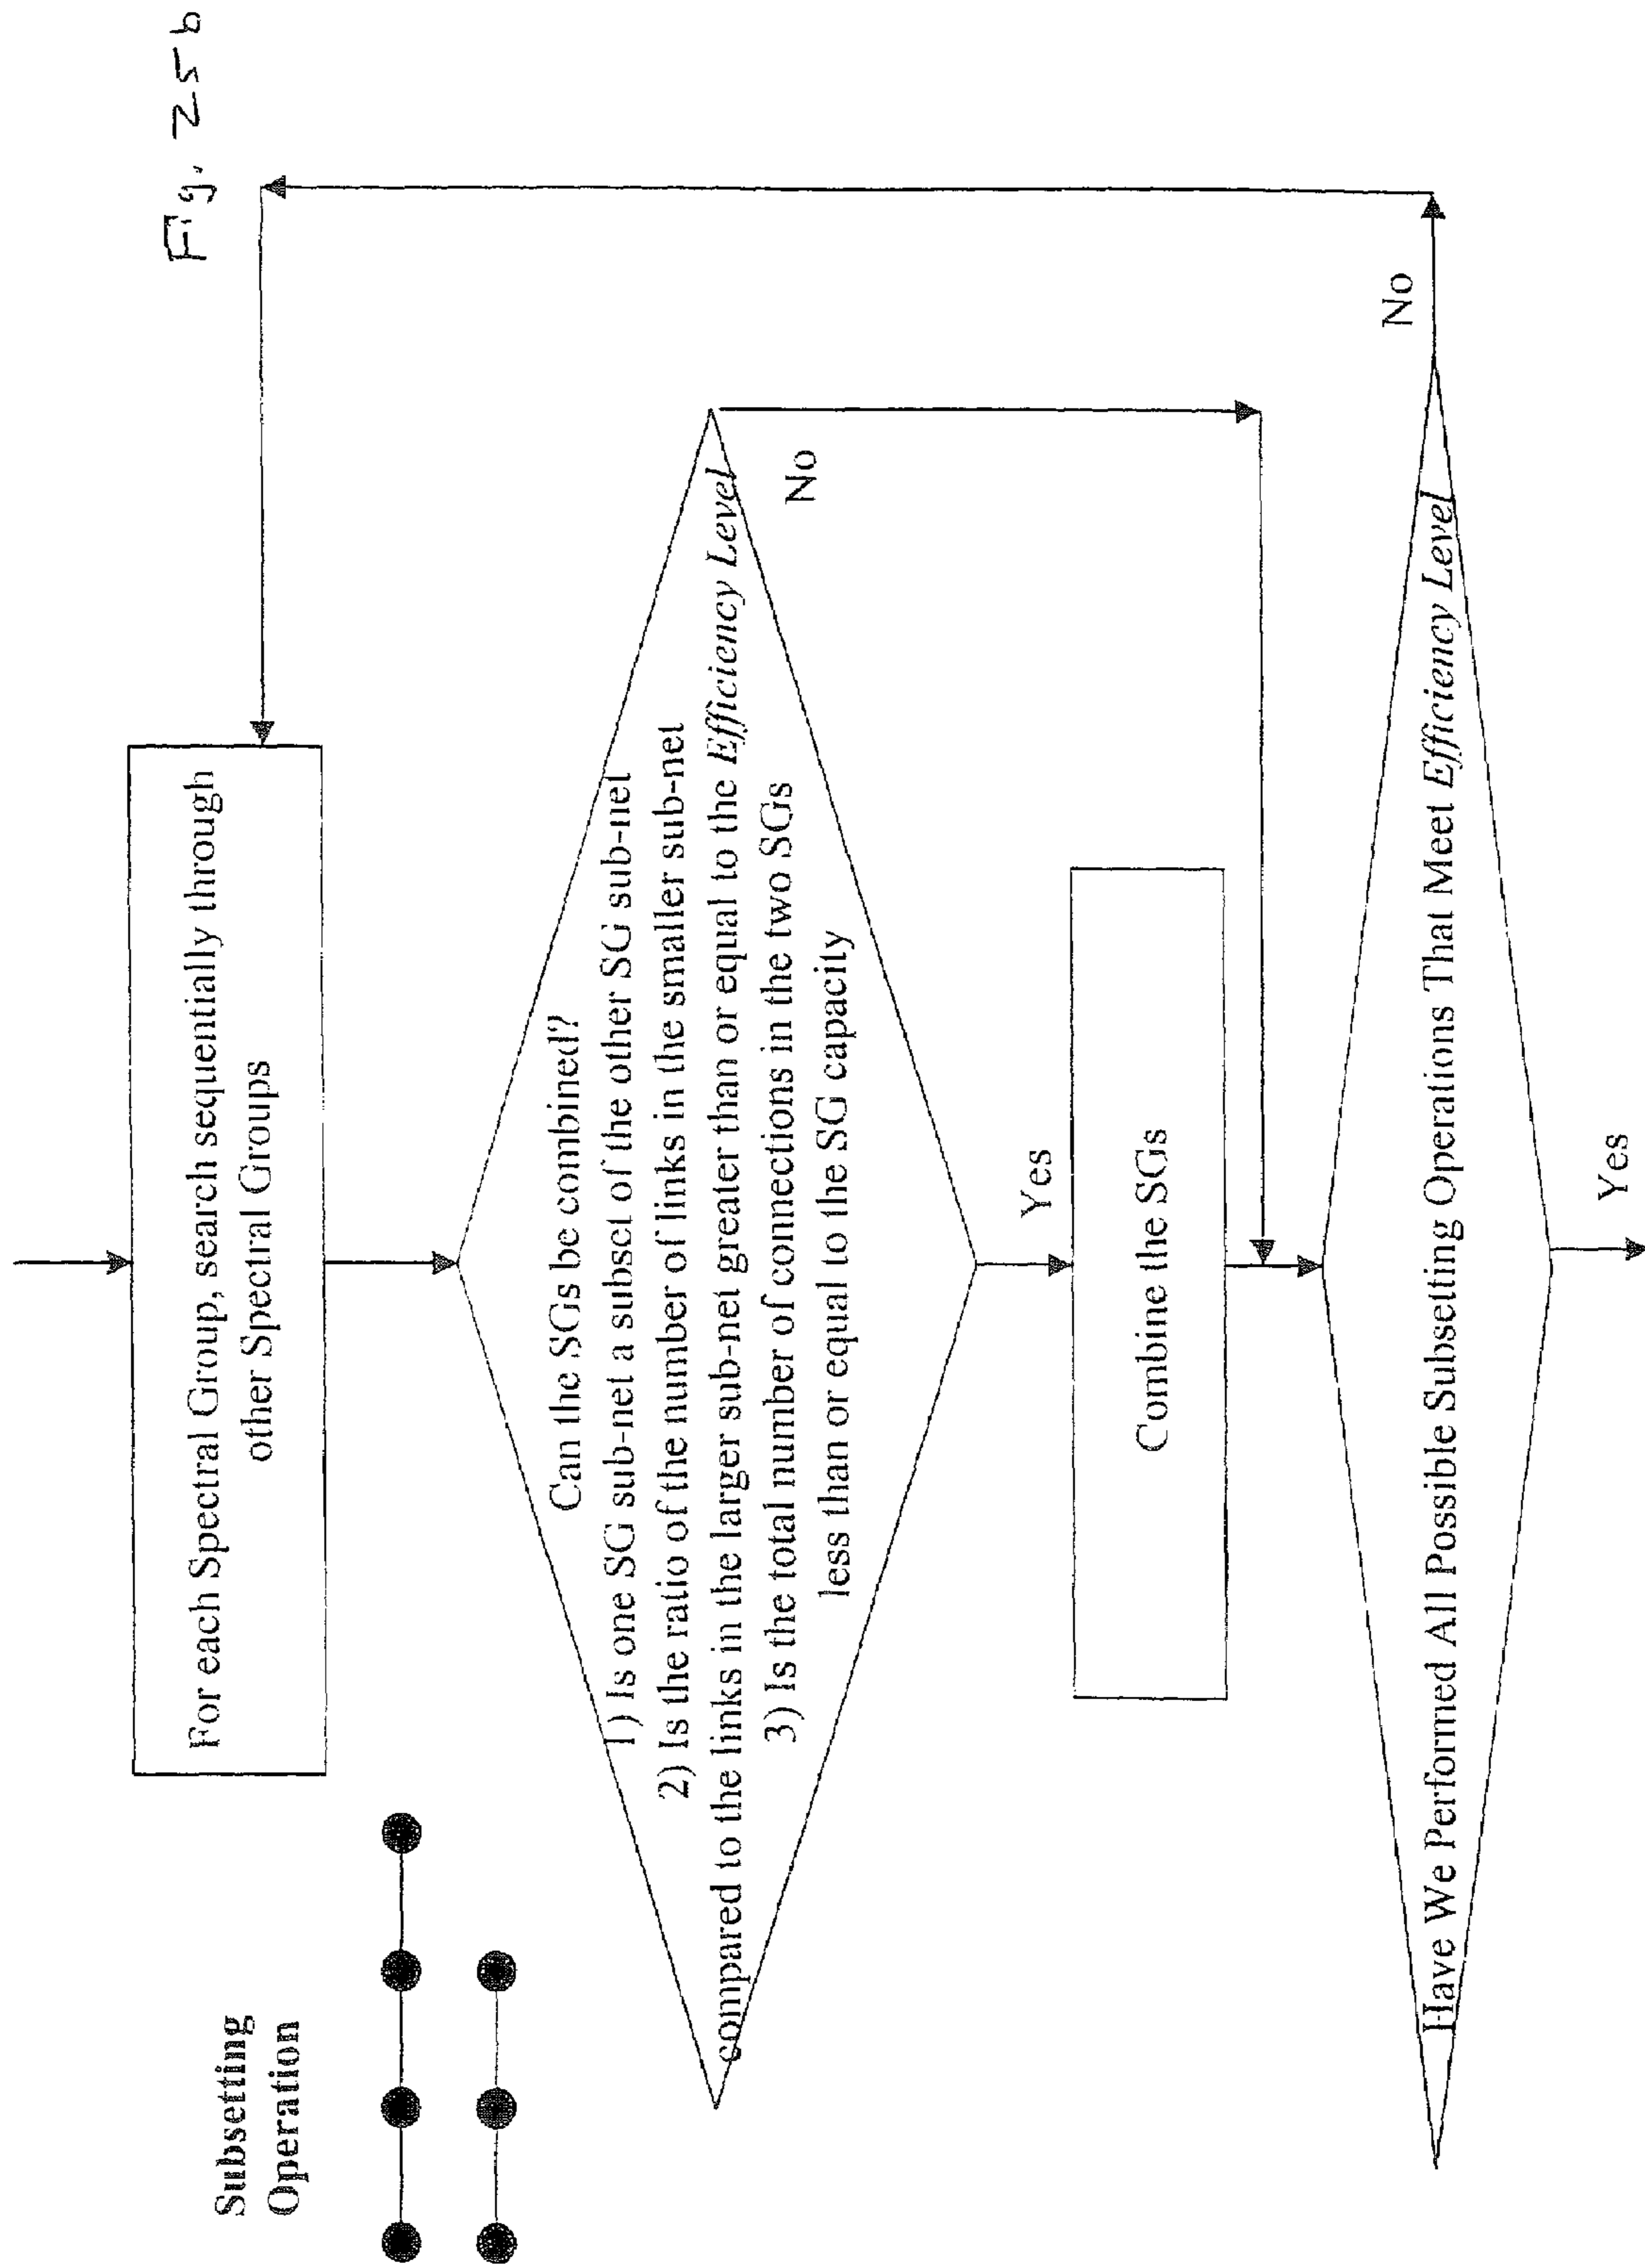 Fig. 25b
Subsetting
Operation
For each Spectral Group, search sequentially through
other Spectral Groups
Can the SGs be combined?
1) Is one SG sub-net a subset of the other SG sub-net
2) Is the ratio of the number of links in the smaller sub-net
compared to the links in the larger sub-net greater than or equal to the Efficiency Level
3) Is the total number of connections in the two SGs
less than or equal to the SG capacity
No
Yes
Combine the SGs
Have We Performed All Possible Subsetting Operations That Meet Efficiency Level
No
Yes